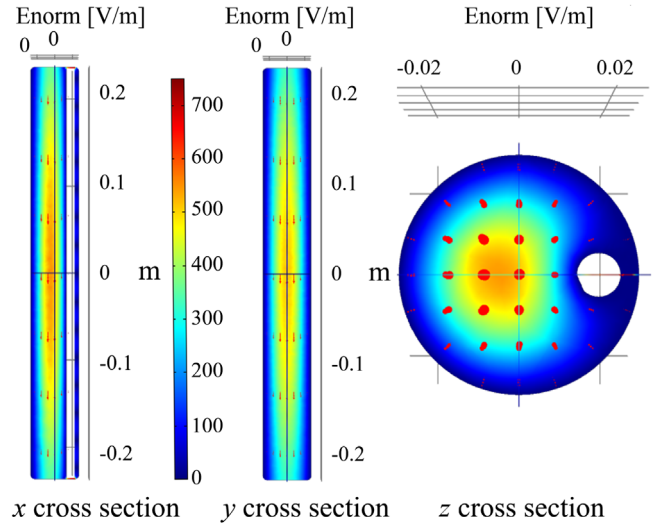 Enorm [V/m]
0 0
Enorm [V/m]
0 0
Enorm [V/m]
-0.02 0 0.02
0.2
0.1
0
-0.1
-0.2
m
700
600
500
400
300
200
100
0
0.2
0.1
0
-0.1
-0.2
m
x cross section
y cross section
z cross section